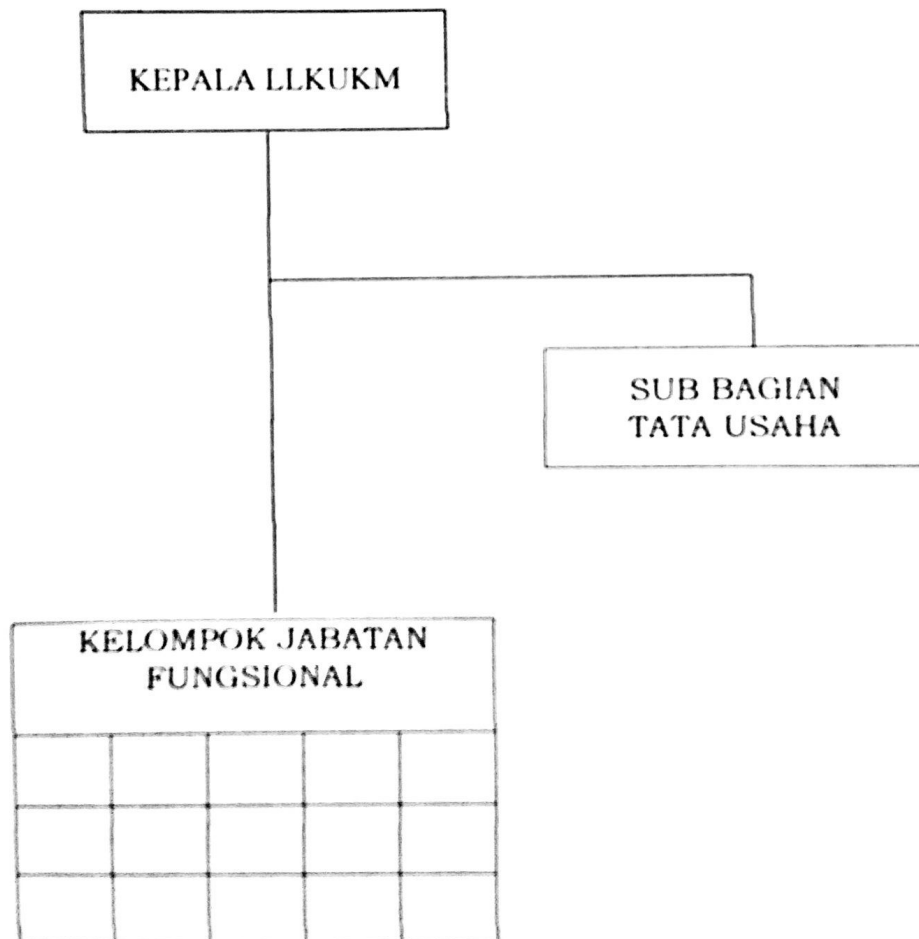 KEPALA LLKUKM
SUB BAGIAN
TATA USAHA
KELOMPOK JABATAN
FUNGSIONAL